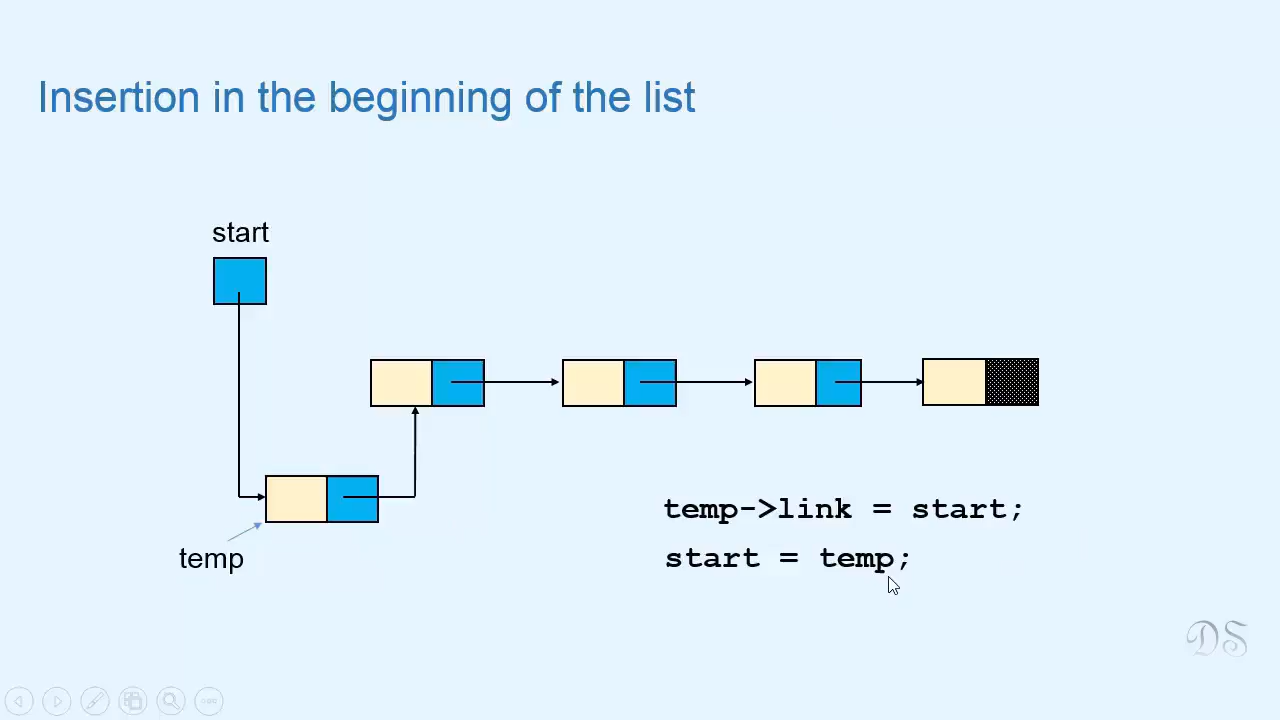 Insertion in the beginning of the list
start
temp
temp->link = start;
start = temp;
DS